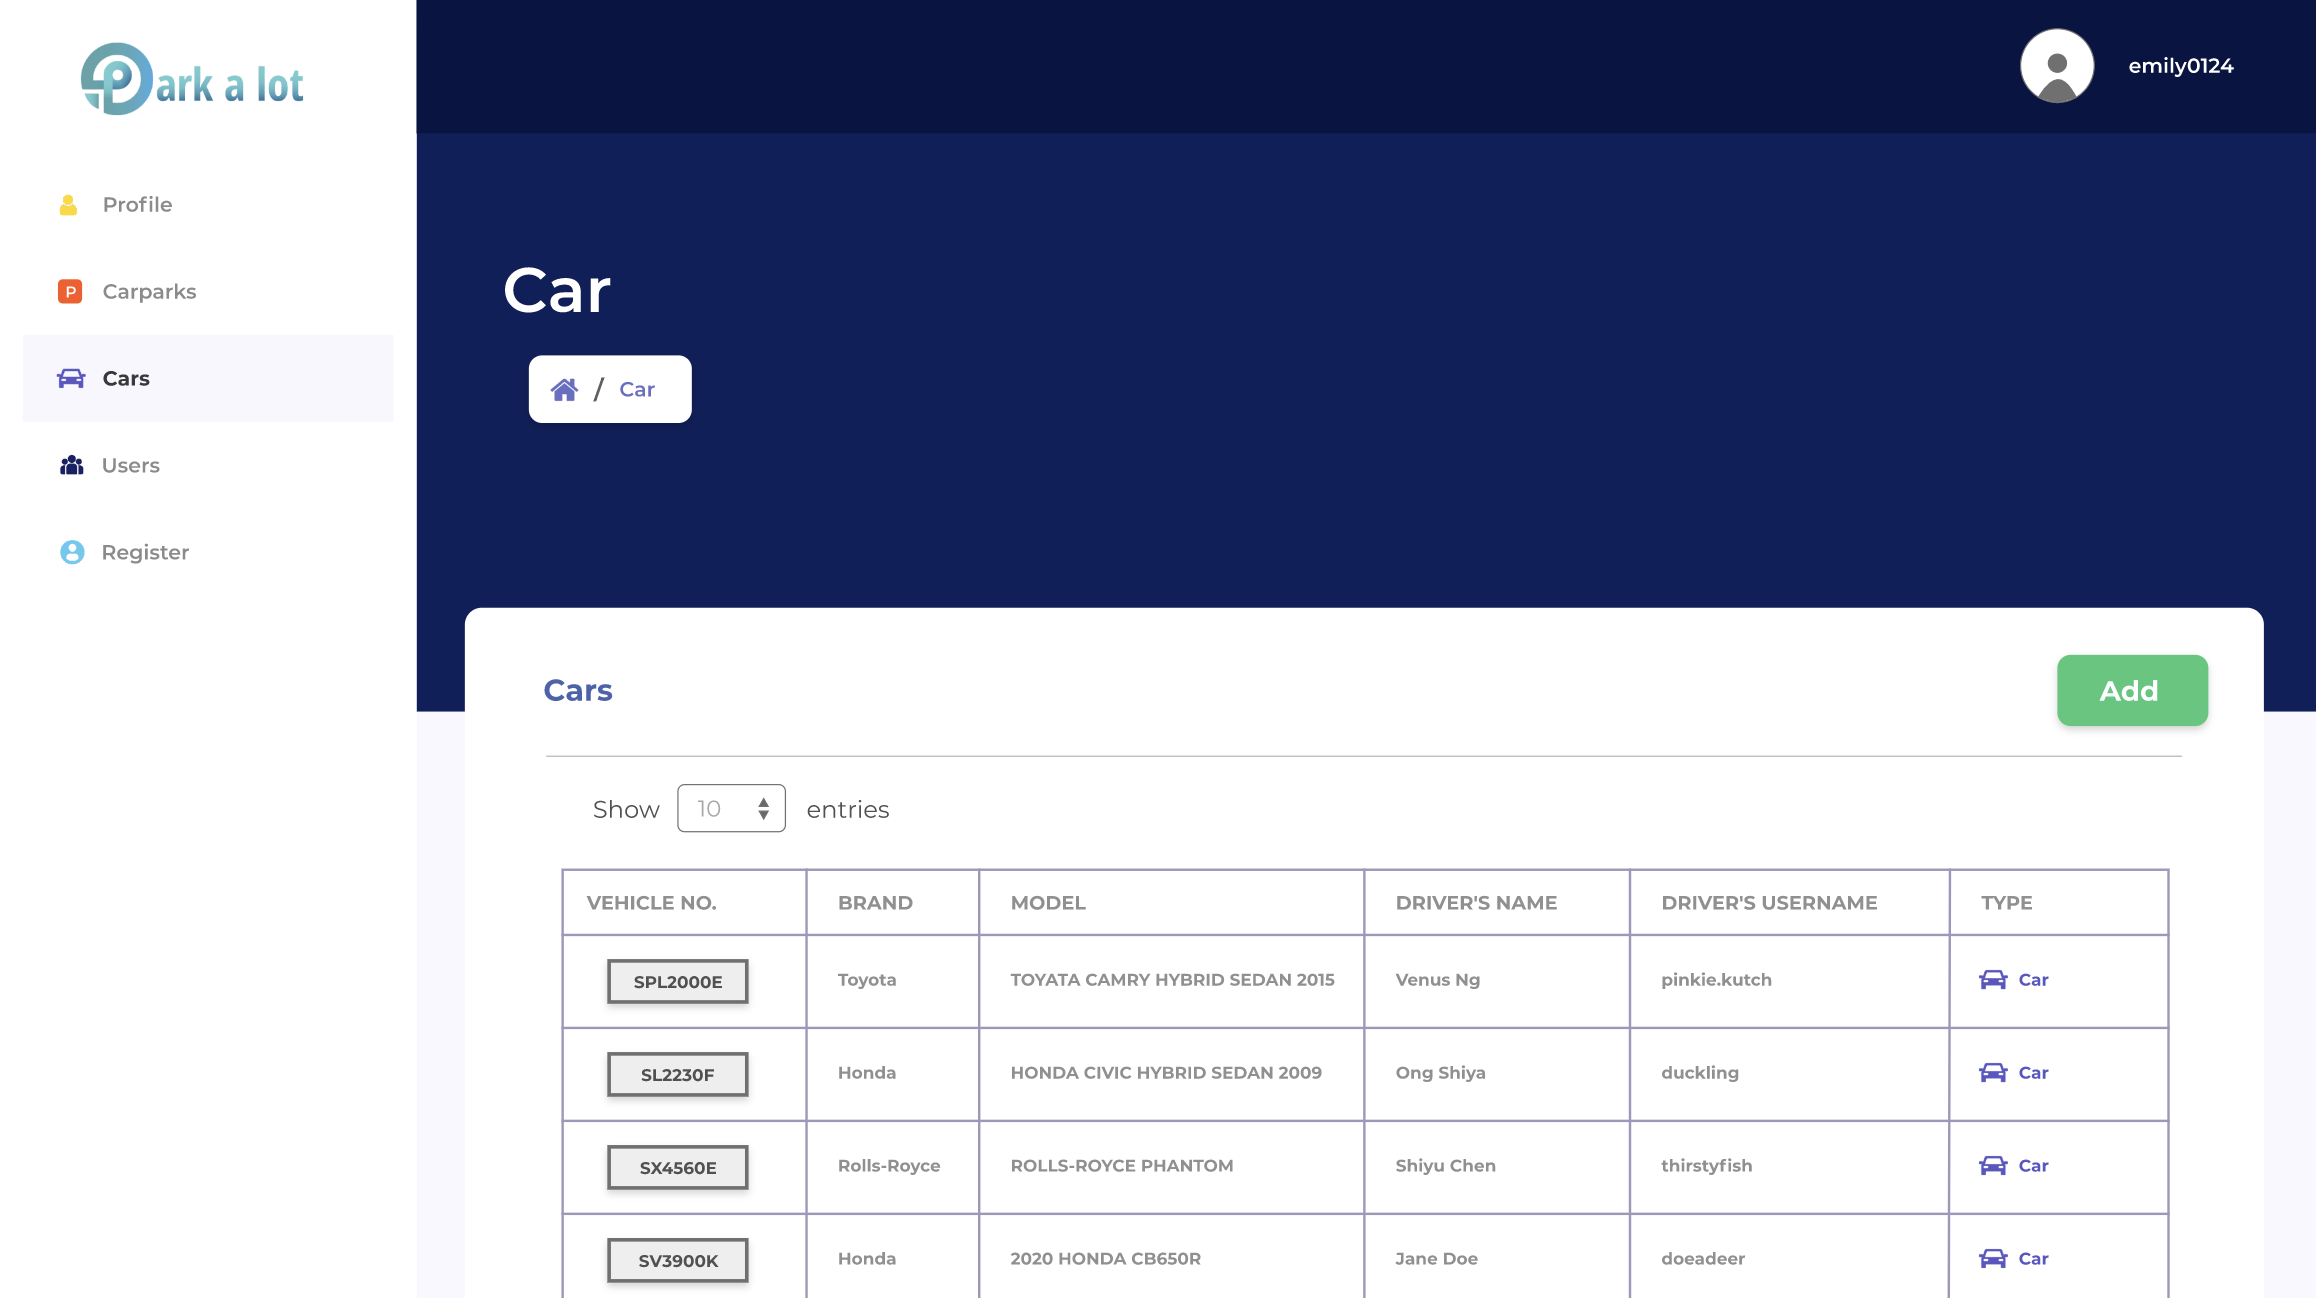 Park a lot
emily0124
Profile
P Carparks
Cars
Users
Register
Car
/ Car
Cars
Add
Show 10 entries
VEHICLE NO. BRAND MODEL DRIVER'S NAME DRIVER'S USERNAME TYPE
SPL2000E Toyota TOYATA CAMRY HYBRID SEDAN 2015 Venus Ng pinkie.kutch Car
SL2230F Honda HONDA CIVIC HYBRID SEDAN 2009 Ong Shiya duckling Car
SX4560E Rolls-Royce ROLLS-ROYCE PHANTOM Shiyu Chen thirstyfish Car
SV3900K Honda 2020 HONDA CB650R Jane Doe doeadeer Car